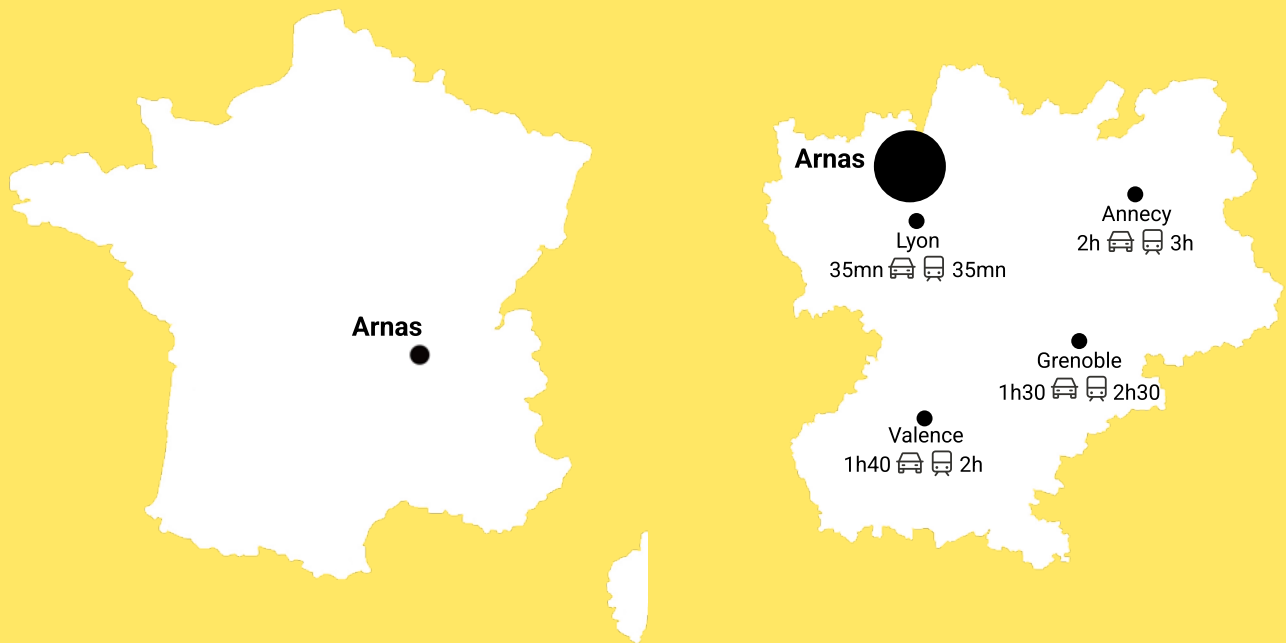 Arnas
Arnas
Lyon
35mn 35mn
Annecy
2h 3h
Grenoble
1h30 2h30
Valence
1h40 2h